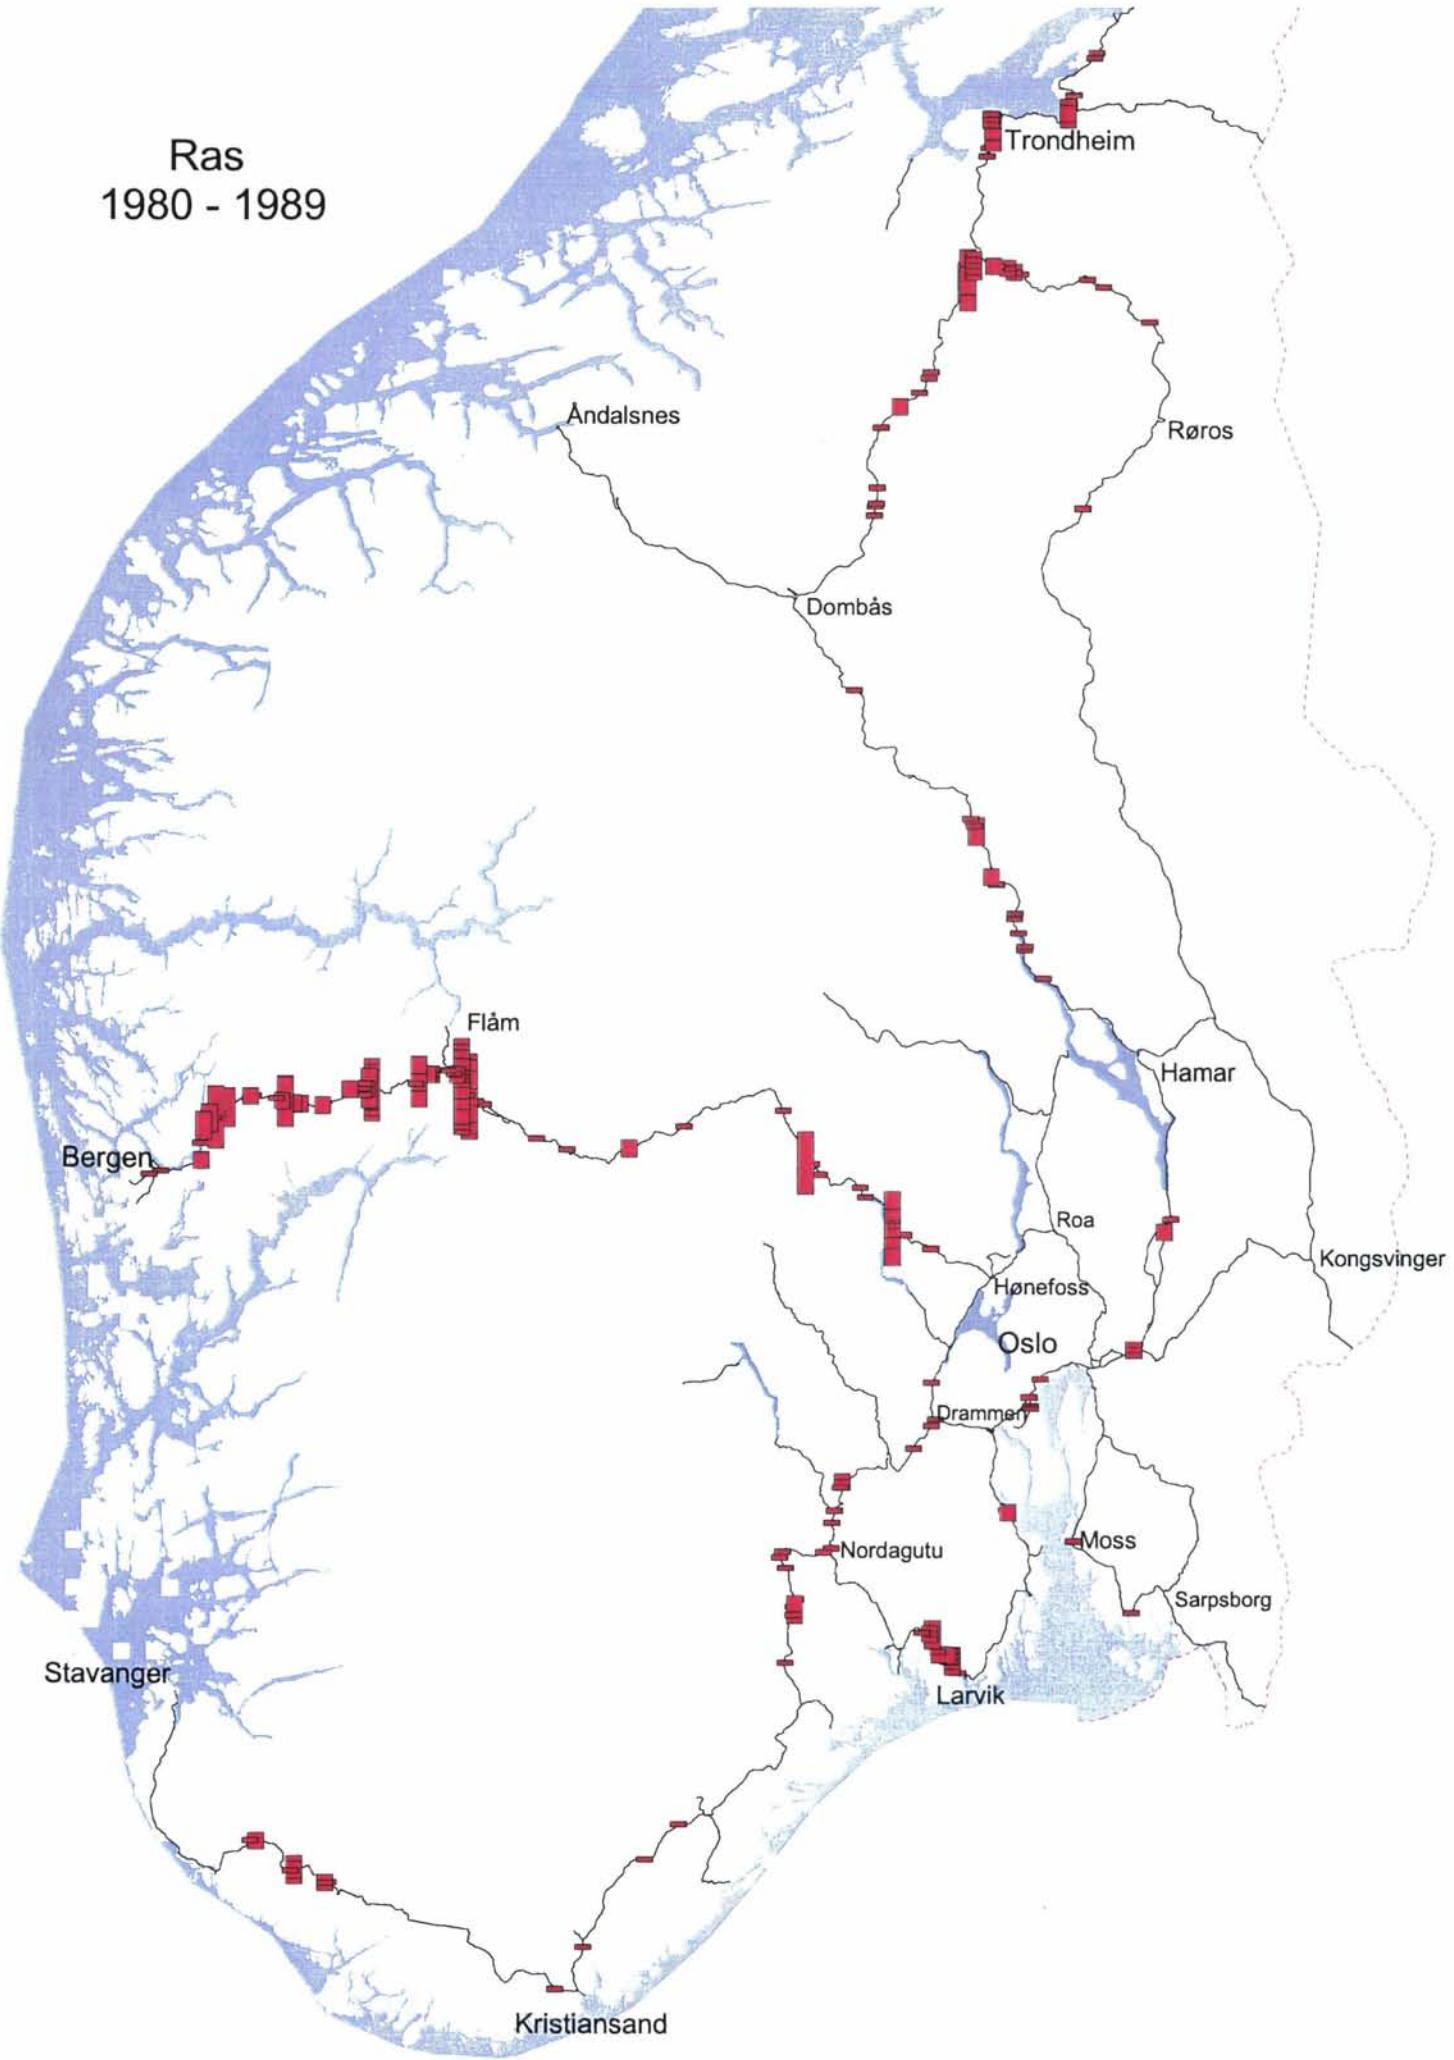 Ras
1980 - 1989
Trondheim
Åndalsnes
Røros
Dombås
Flåm
Hamar
Bergen
Roa
Kongsvinger
Hønefoss
Oslo
Drammen
Moss
Nordagutu
Sarpsborg
Stavanger
Larvik
Kristiansand